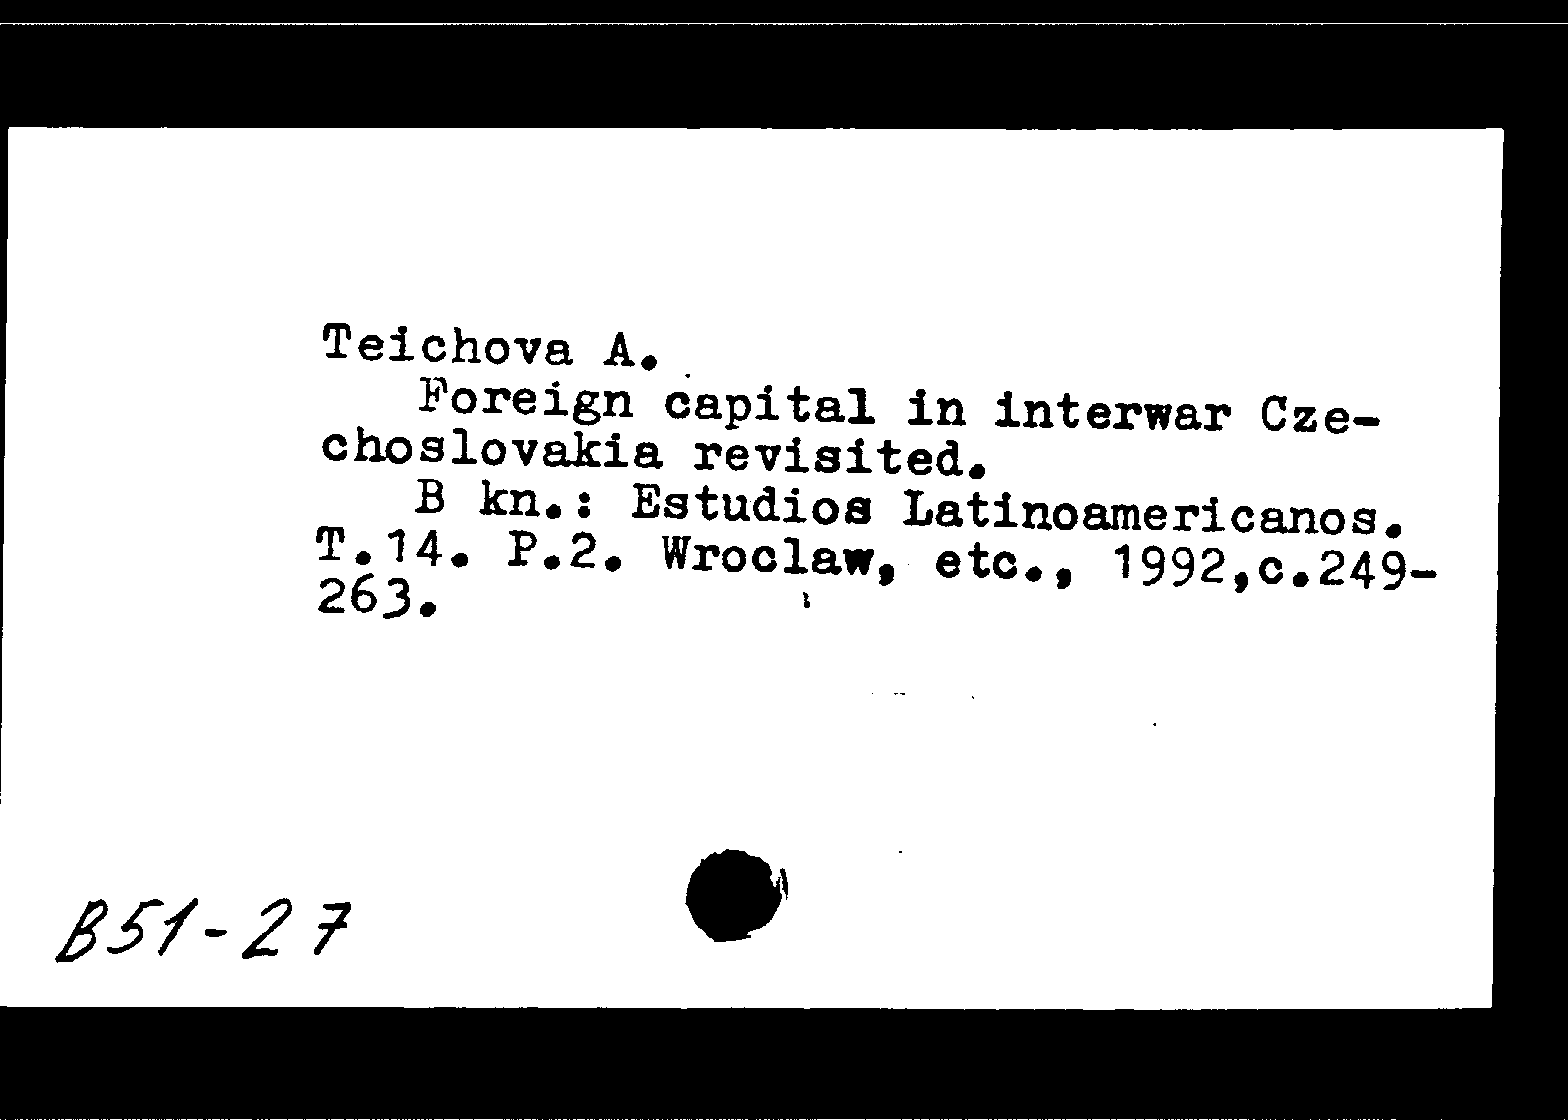 Teichova A.
Foreign capital in interwar Cze-
choslovakia revisited.
B kn.: Estudios Latinoamericanos.
T.14. P.2. Wroclaw, etc., 1992,c.249-
263.
B51-27